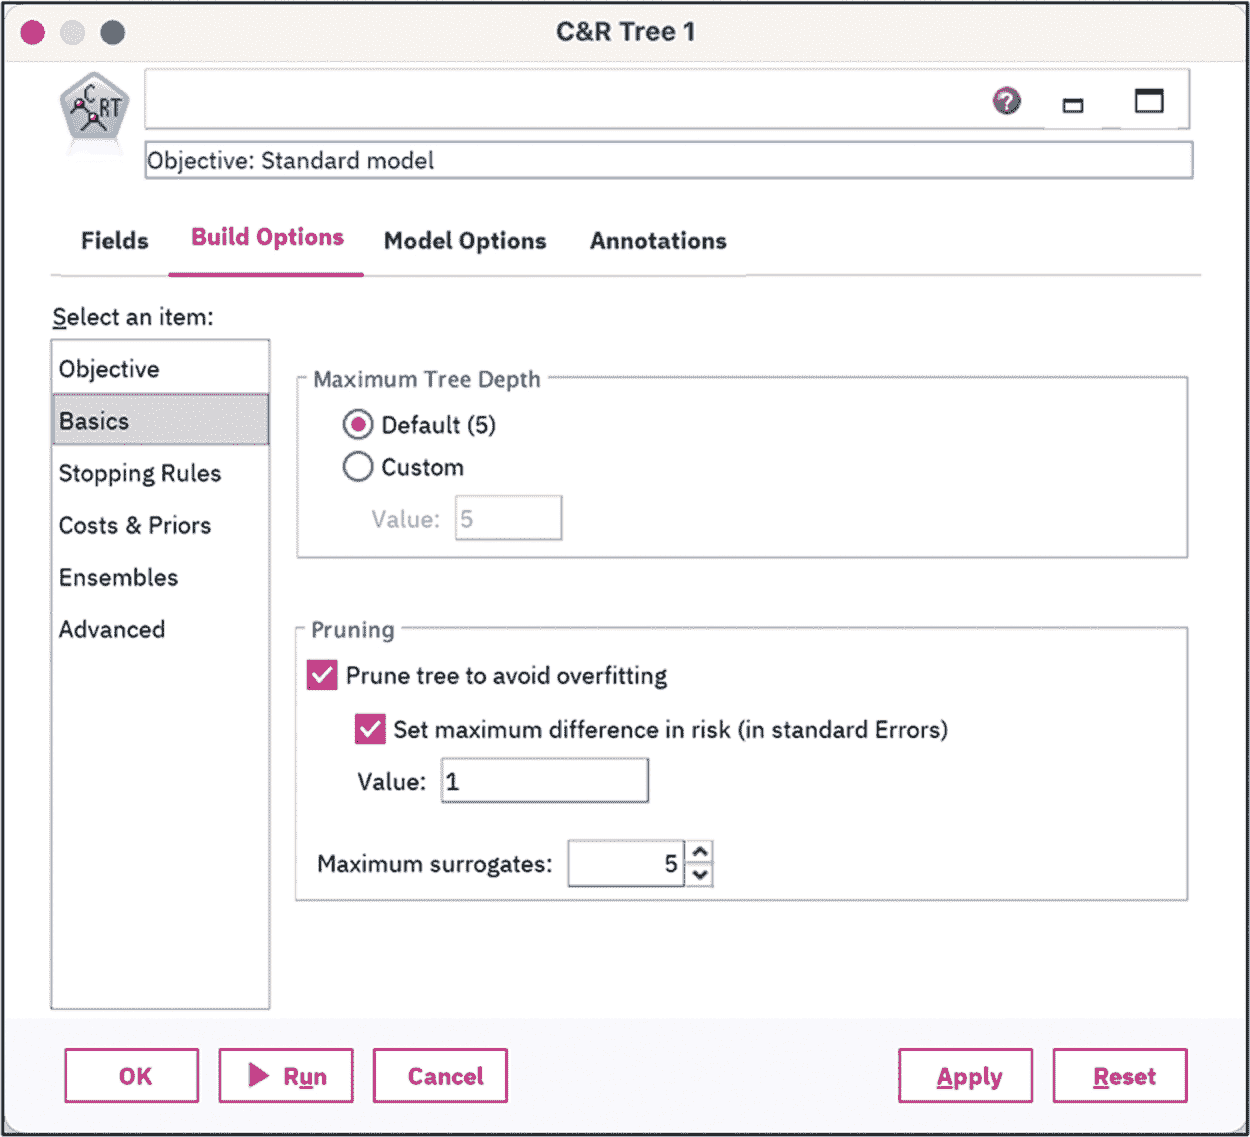 C&R Tree 1
C RT
?
Objective: Standard model
Fields Build Options Model Options Annotations
Select an item:
Objective
Basics
Stopping Rules
Costs & Priors
Ensembles
Advanced
Maximum Tree Depth
Default (5)
Custom
Value: 5
Pruning
Prune tree to avoid overfitting
Set maximum difference in risk (in standard Errors)
Value: 1
Maximum surrogates: 5
OK Run Cancel Apply Reset